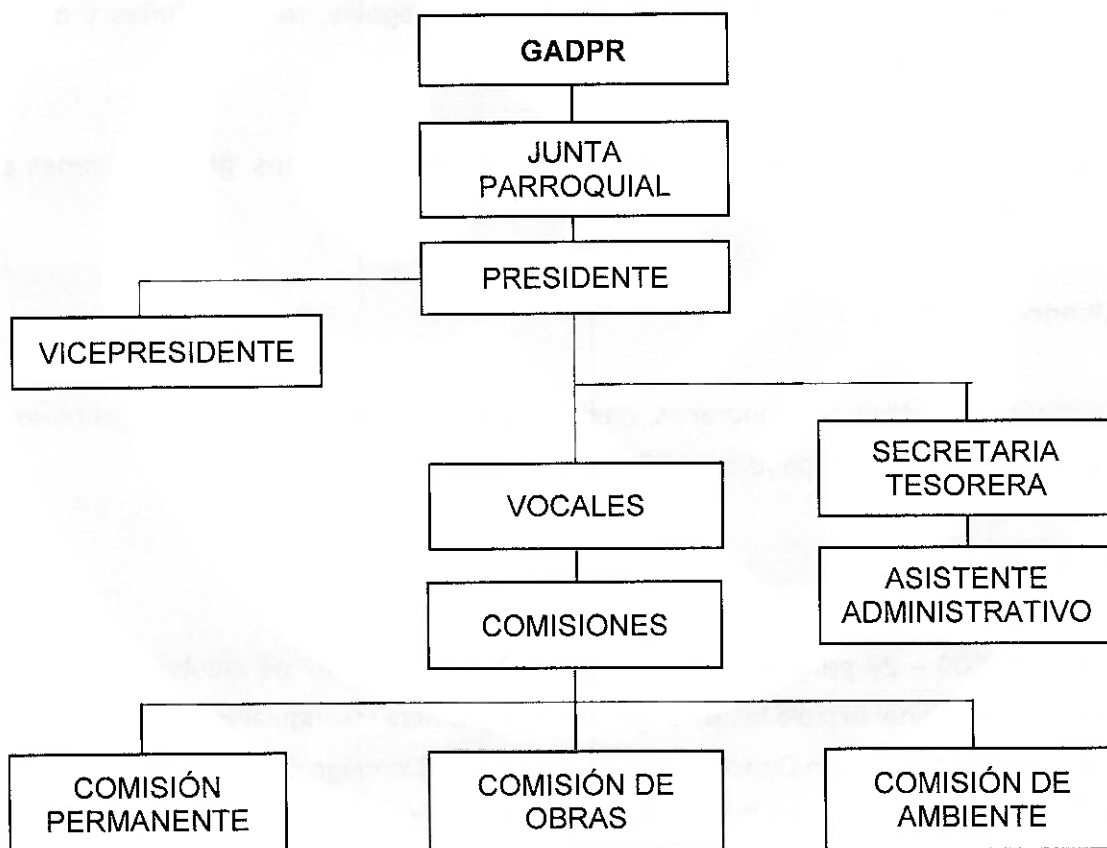 GADPR
JUNTA
PARROQUIAL
PRESIDENTE
VICEPRESIDENTE
SECRETARIA
TESORERA
VOCALES
ASISTENTE
ADMINISTRATIVO
COMISIONES
COMISIÓN
PERMANENTE
COMISIÓN DE
OBRAS
COMISIÓN DE
AMBIENTE